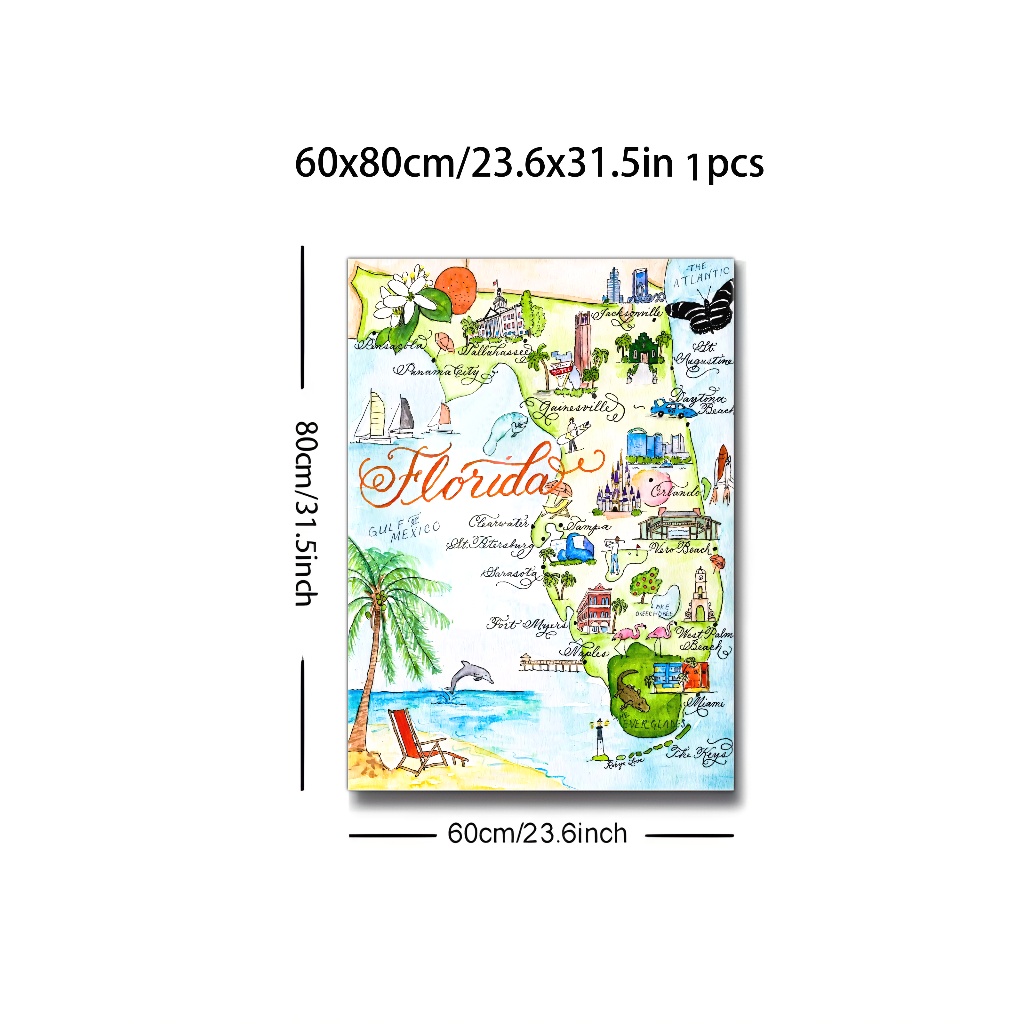 60x80cm/23.6x31.5in 1pcs
THE
ATLANTIC
Jacksonville
Pensacola
Tallahassee
St.
Augustine
Panama City
Gainesville
Daytona
Beach
Florida
Orlando
GULF OF
MEXICO
Clearwater
Tampa
St. Petersburg
Vero Beach
Sarasota
LAKE
Fort Myers
West Palm
Beach
Naples
Miami
EVERGLADES
The Keys
80cm/31.5inch
60cm/23.6inch